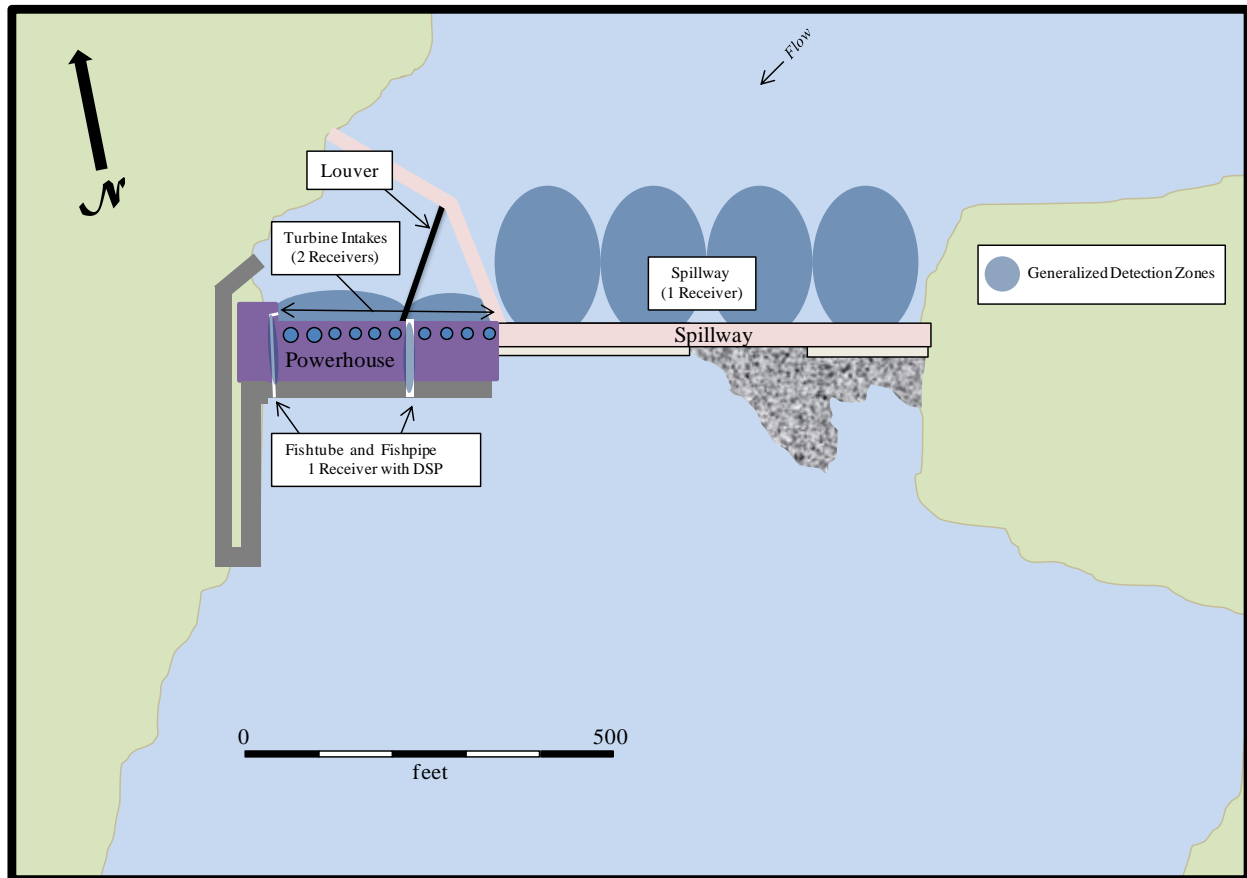 Flow
N
Louver
Turbine Intakes
(2 Receivers)
Spillway
(1 Receiver)
Generalized Detection Zones
Spillway
Powerhouse
Fishtube and Fishpipe
1 Receiver with DSP
0 500
feet